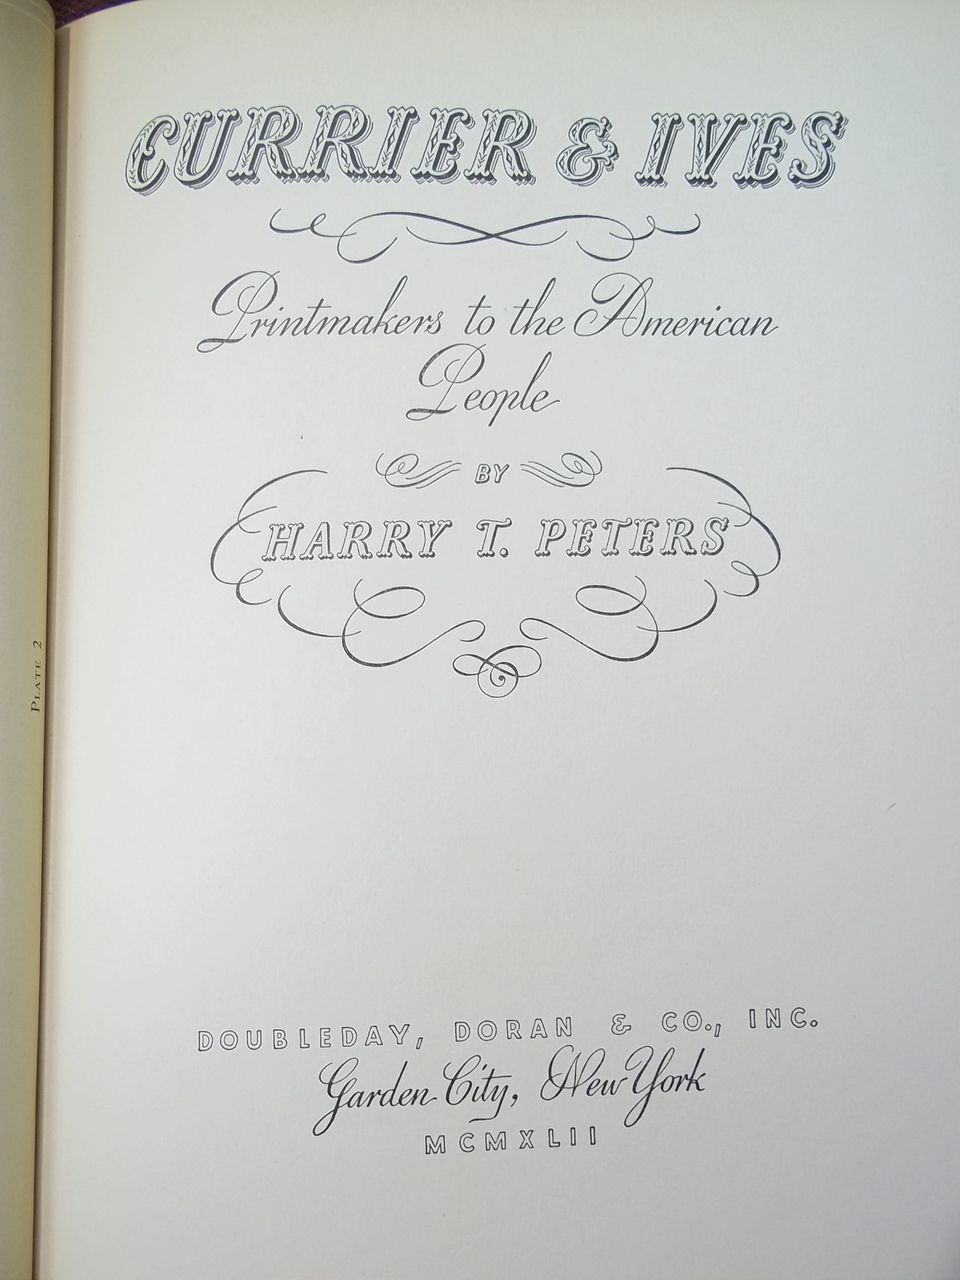 CURRIER & IVES
Printmakers to the American
People
BY
HARRY T. PETERS
PLATE 2
DOUBLEDAY, DORAN & CO., INC.
Garden City, New York
MCMXLII